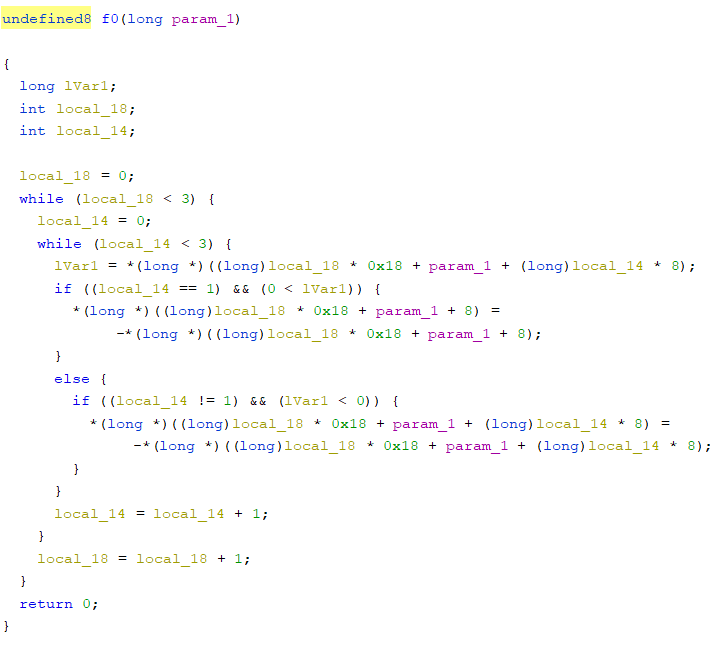 undefined8 f0(long param_1)
{
long lVar1;
int local_18;
int local_14;
local_18 = 0;
while (local_18 < 3) {
local_14 = 0;
while (local_14 < 3) {
lVar1 = *(long *)((long)local_18 * 0x18 + param_1 + (long)local_14 * 8);
if ((local_14 == 1) && (0 < lVar1)) {
*(long *)((long)local_18 * 0x18 + param_1 + 8) =
-*(long *)((long)local_18 * 0x18 + param_1 + 8);
}
else {
if ((local_14 != 1) && (lVar1 < 0)) {
*(long *)((long)local_18 * 0x18 + param_1 + (long)local_14 * 8) =
-*(long *)((long)local_18 * 0x18 + param_1 + (long)local_14 * 8);
}
}
local_14 = local_14 + 1;
}
local_18 = local_18 + 1;
}
return 0;
}